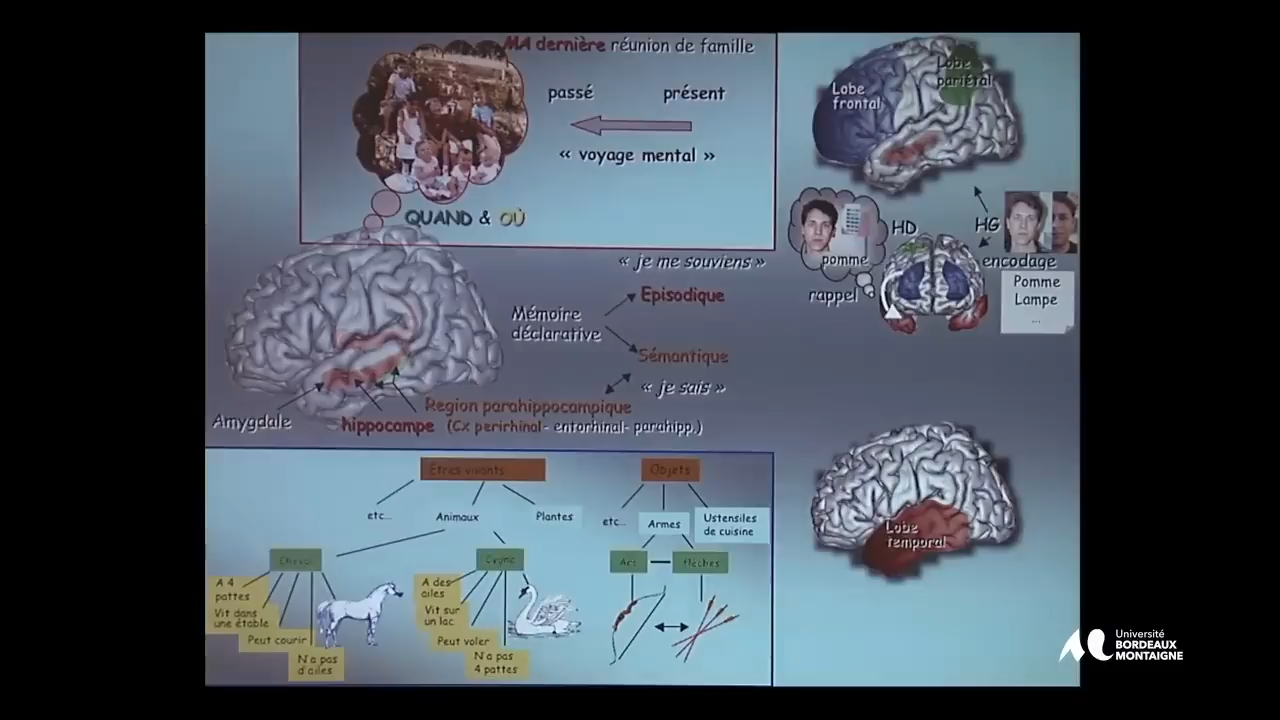 MA dernière réunion de famille
passé
présent
« voyage mental »
QUAND & OÙ
« je me souviens »
Episodique
Mémoire
déclarative
Sémantique
« je sais »
Amygdale
hippocampe
Region parahippocampique
(Cx perirhinal- entorhinal- parahipp.)
Lobe
frontal
Lobe
pariétal
HD
HG
pomme
rappel
encodage
Pomme
Lampe
...
Lobe
temporal
Etres vivants
etc...
Animaux
Plantes
Cheval
A 4
pattes
Vit dans
une étable
Peut courir
N'a pas
d'ailes
Cygne
A des
ailes
Vit sur
un lac
Peut voler
N'a pas
4 pattes
Objets
etc...
Armes
Ustensiles
de cuisine
Arc
flèches
Université
BORDEAUX
MONTAIGNE